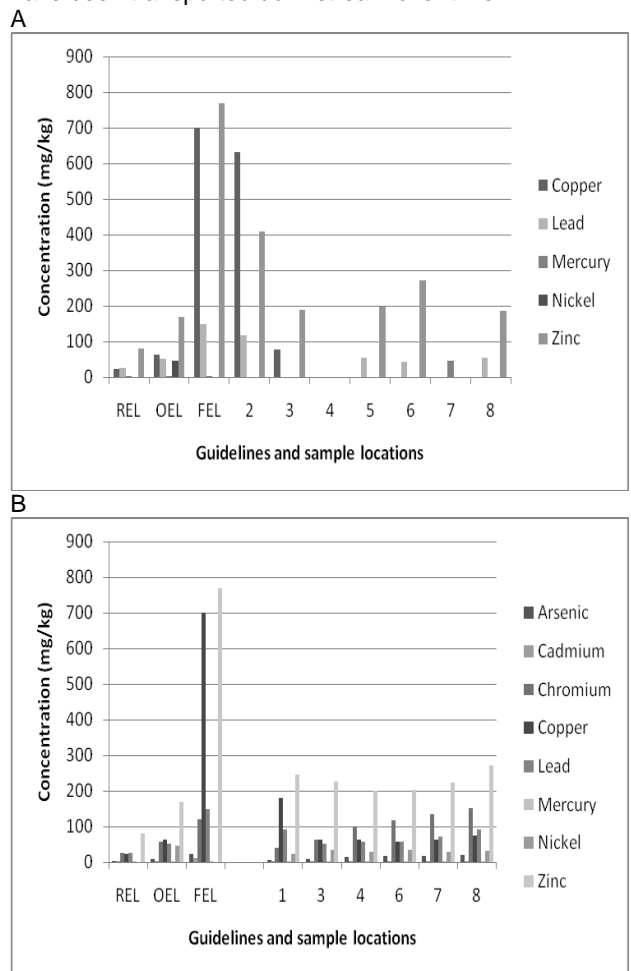 A
900
800
700
600
500
400
300
200
100
0
Concentration (mg/kg)
REL OEL FEL 2 3 4 5 6 7 8
Guidelines and sample locations
Copper
Lead
Mercury
Nickel
Zinc
B
900
800
700
600
500
400
300
200
100
0
Concentration (mg/kg)
REL OEL FEL 1 3 4 6 7 8
Guidelines and sample locations
Arsenic
Cadmium
Chromium
Copper
Lead
Mercury
Nickel
Zinc